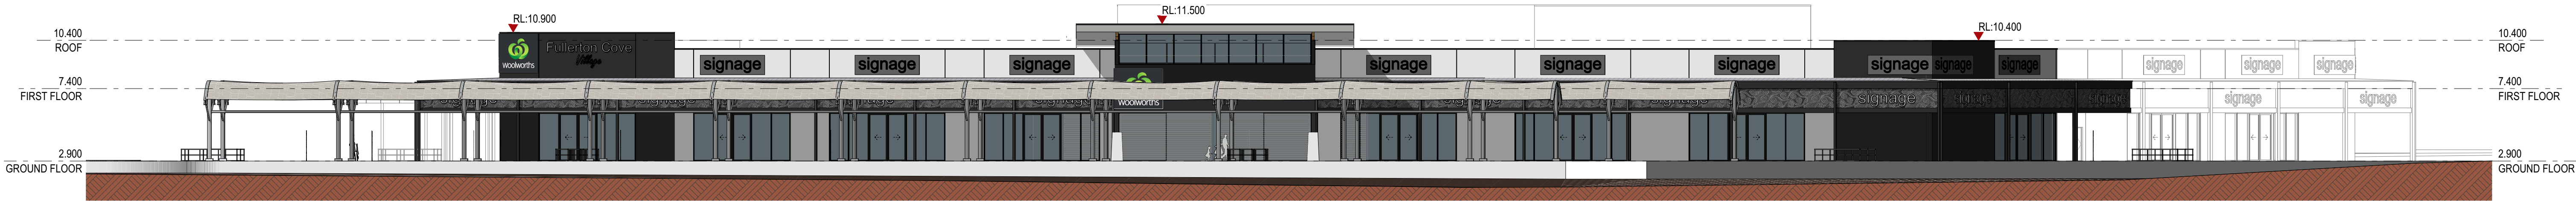 RL:10.900
RL:11.500
RL:10.400
10.400
ROOF
10.400
ROOF
woolworths
Fullerton Cove
Village
signage
signage
signage
signage
signage
signage
signage
signage
signage
signage
signage
signage
7.400
FIRST FLOOR
7.400
FIRST FLOOR
woolworths
signage
signage
signage
signage
signage
2.900
GROUND FLOOR
2.900
GROUND FLOOR